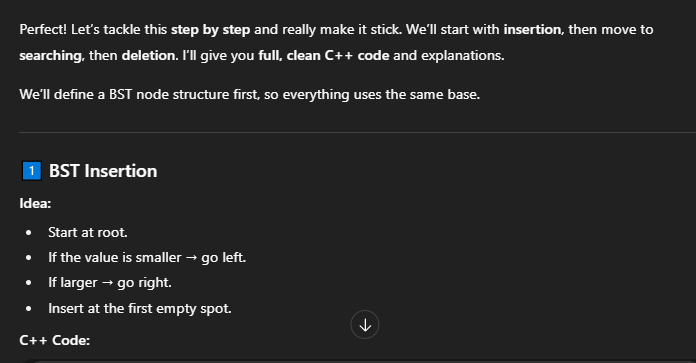 Perfect! Let's tackle this step by step and really make it stick. We'll start with insertion, then move to
searching, then deletion. I'll give you full, clean C++ code and explanations.
We'll define a BST node structure first, so everything uses the same base.
1 BST Insertion
Idea:
• Start at root.
• If the value is smaller → go left.
• If larger → go right.
• Insert at the first empty spot.
C++ Code: